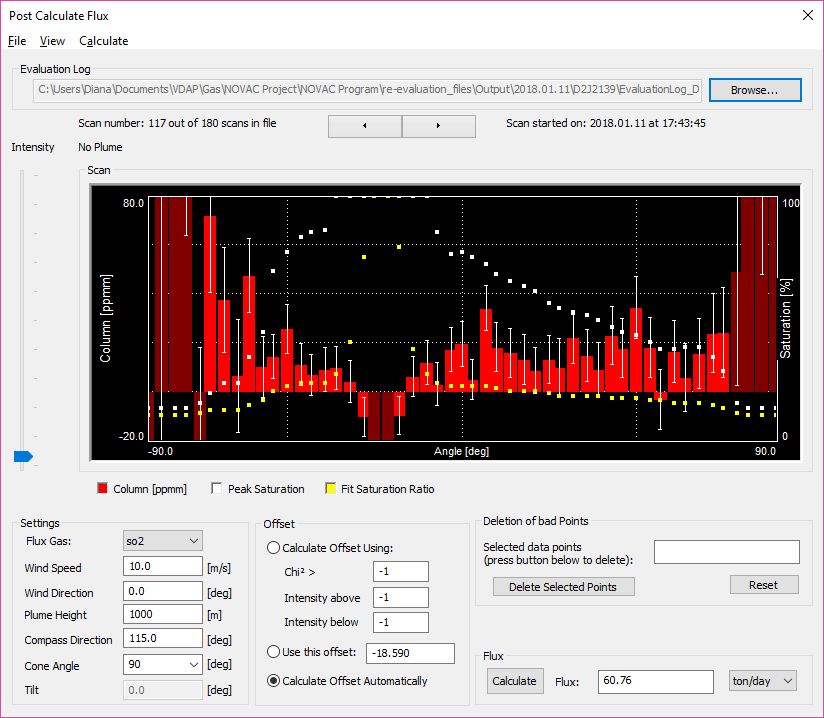 Post Calculate Flux
File View Calculate
Evaluation Log
C:\Users\Diana\Documents\VDAP\Gas\NOVAC Project\NOVAC Program\re-evaluation_files\Output\2018.01.11\D2J2139\EvaluationLog_D
Browse...
Scan number: 117 out of 180 scans in file
Scan started on: 2018.01.11 at 17:43:45
Intensity
No Plume
Scan
80.0
100
Column [ppmm]
Saturation [%]
-20.0
0
-90.0
Angle [deg]
90.0
Column [ppmm]
Peak Saturation
Fit Saturation Ratio
Settings
Flux Gas: so2
Wind Speed 10.0 [m/s]
Wind Direction 0.0 [deg]
Plume Height 1000 [m]
Compass Direction 115.0 [deg]
Cone Angle 90 [deg]
Tilt 0.0 [deg]
Offset
Calculate Offset Using:
Chi² > -1
Intensity above -1
Intensity below -1
Use this offset: -18.590
Calculate Offset Automatically
Deletion of bad Points
Selected data points
(press button below to delete):
Delete Selected Points
Reset
Flux
Calculate
Flux: 60.76
ton/day